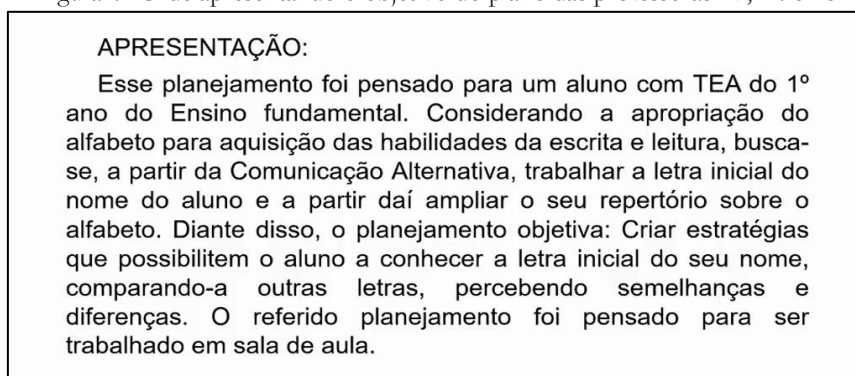 APRESENTAÇÃO:
Esse planejamento foi pensado para um aluno com TEA do 1º
ano do Ensino fundamental. Considerando a apropriação do
alfabeto para aquisição das habilidades da escrita e leitura, busca-
se, a partir da Comunicação Alternativa, trabalhar a letra inicial do
nome do aluno e a partir daí ampliar o seu repertório sobre o
alfabeto. Diante disso, o planejamento objetiva: Criar estratégias
que possibilitem o aluno a conhecer a letra inicial do seu nome,
comparando-a outras letras, percebendo semelhanças e
diferenças. O referido planejamento foi pensado para ser
trabalhado em sala de aula.